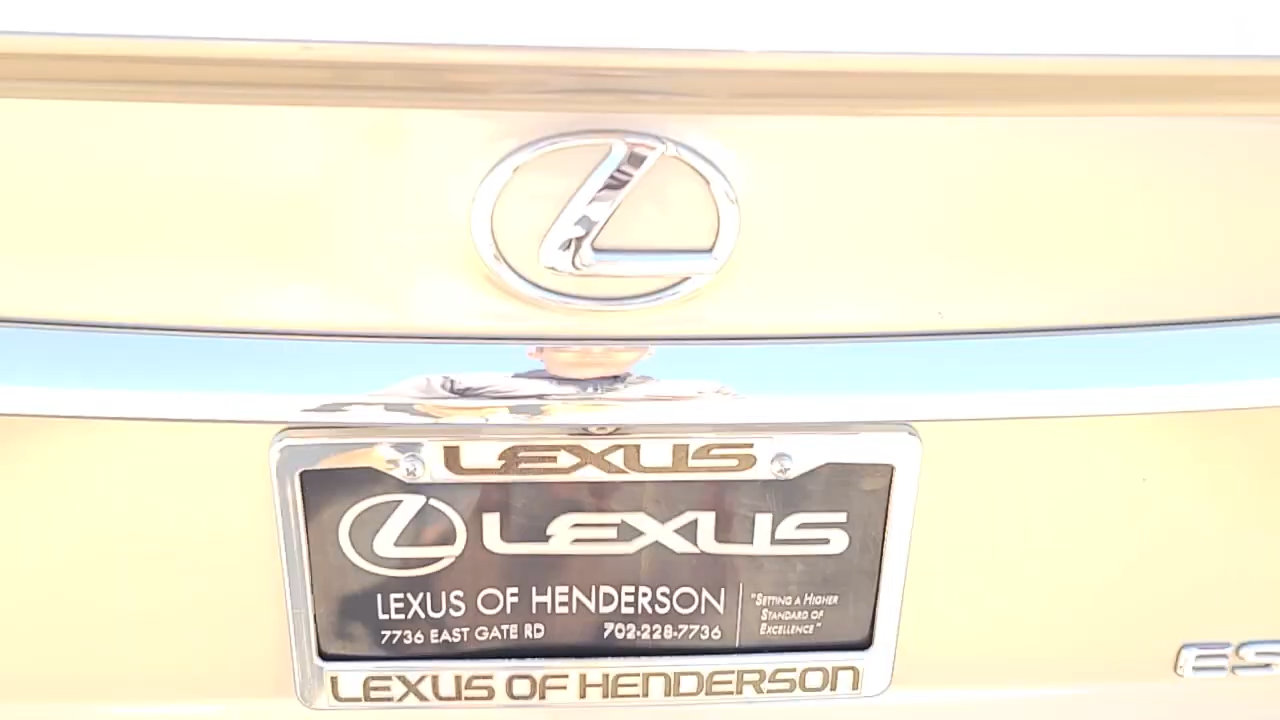 LEXUS
LEXUS
LEXUS OF HENDERSON
7736 EAST GATE RD 702-228-7736
"SETTING A HIGHER
STANDARD OF
EXCELLENCE"
LEXUS OF HENDERSON
ES